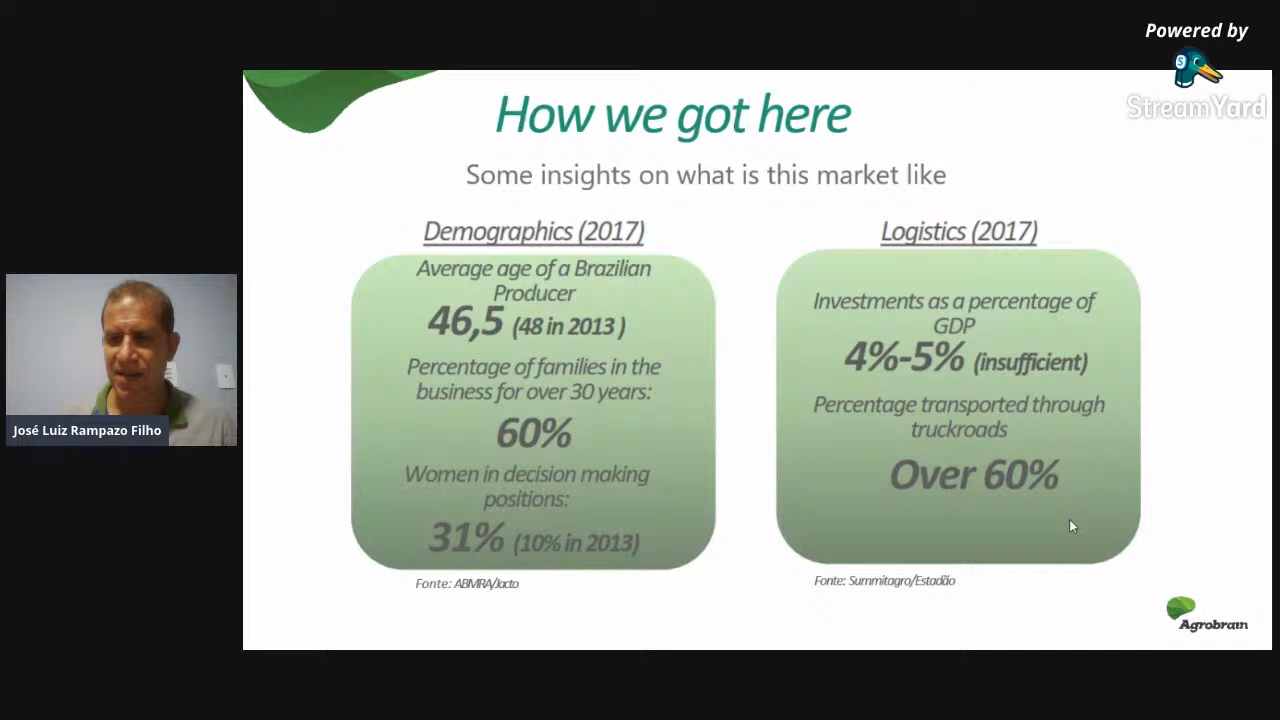 Powered by
StreamYard
How we got here
Some insights on what is this market like
Demographics (2017)
Average age of a Brazilian
Producer
46,5 (48 in 2013 )
Percentage of families in the
business for over 30 years:
60%
Women in decision making
positions:
31% (10% in 2013)
Fonte: ABMRA/Jacto
Logistics (2017)
Investments as a percentage of
GDP
4%-5% (insufficient)
Percentage transported through
truckroads
Over 60%
Fonte: Summitagro/Estadão
Agrobrain
José Luiz Rampazo Filho